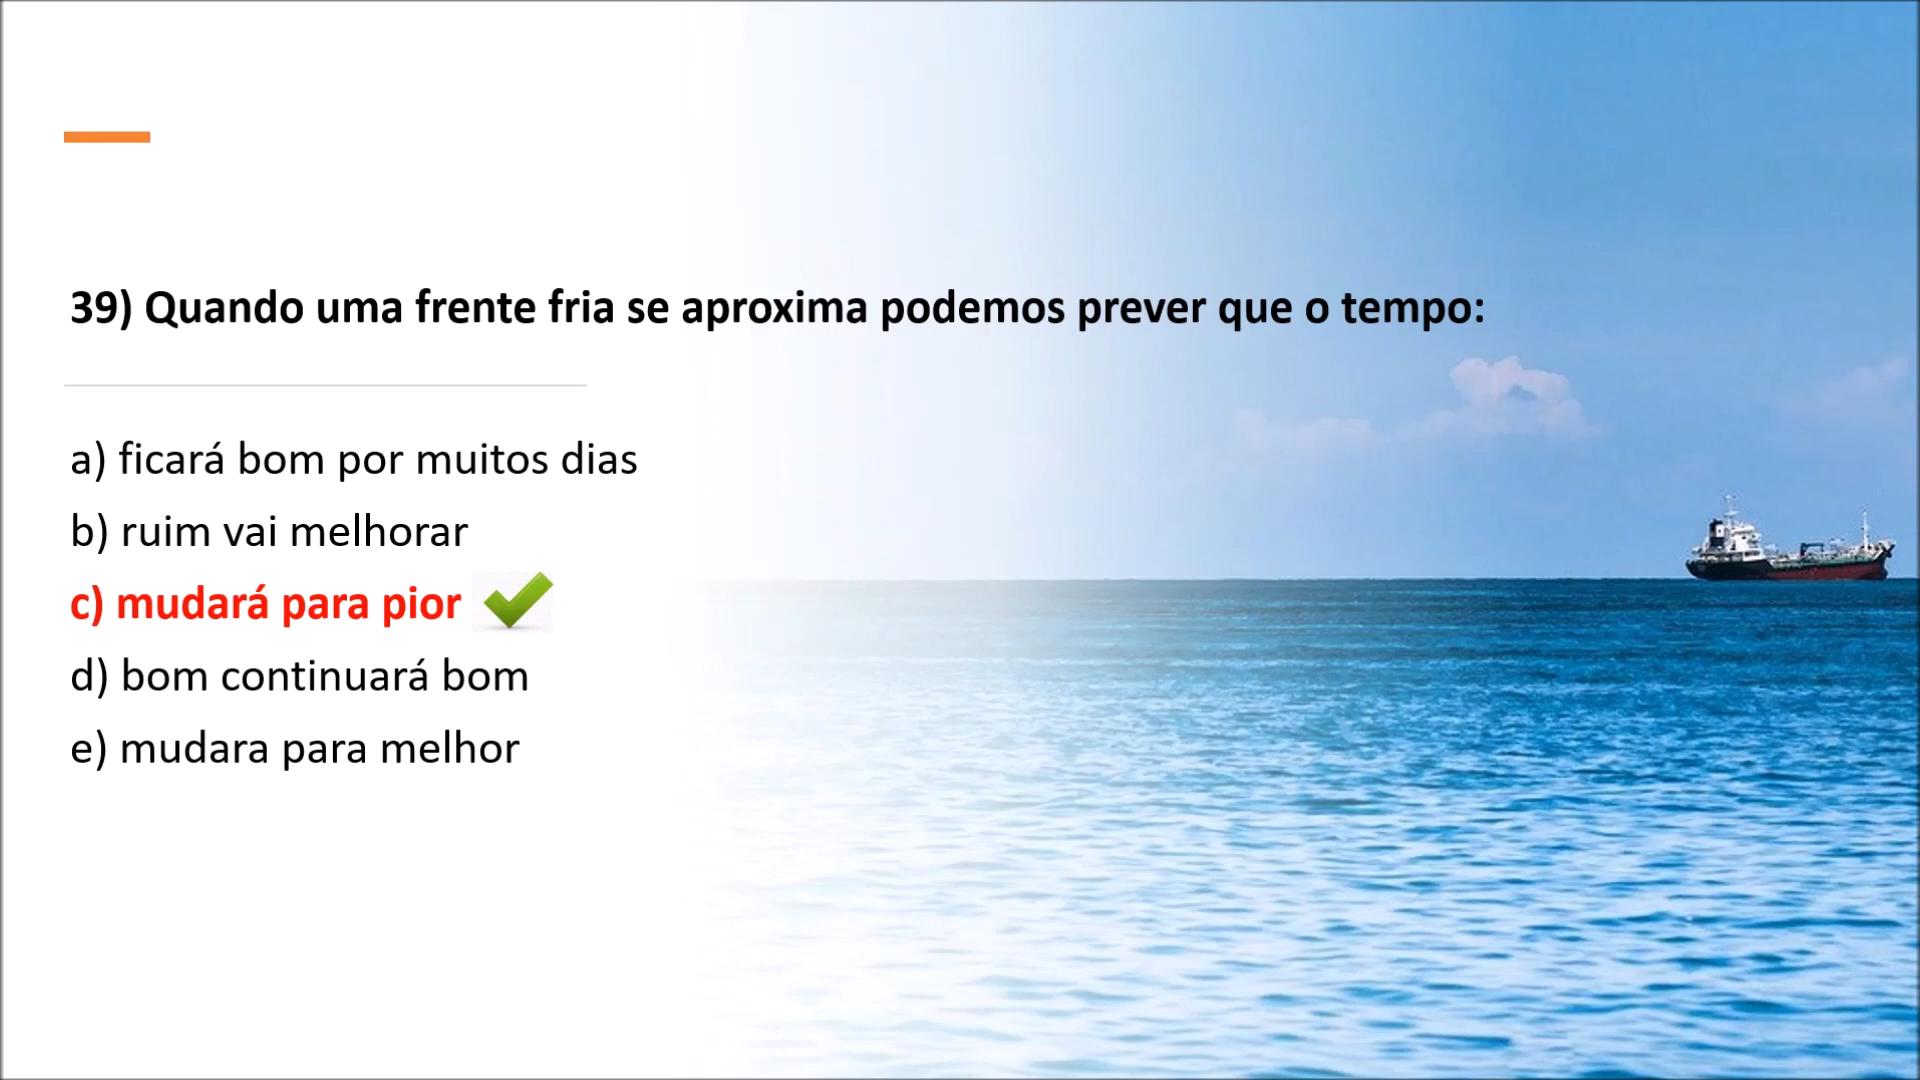 39) Quando uma frente fria se aproxima podemos prever que o tempo:
a) ficará bom por muitos dias
b) ruim vai melhorar
c) mudará para pior
d) bom continuará bom
e) mudara para melhor